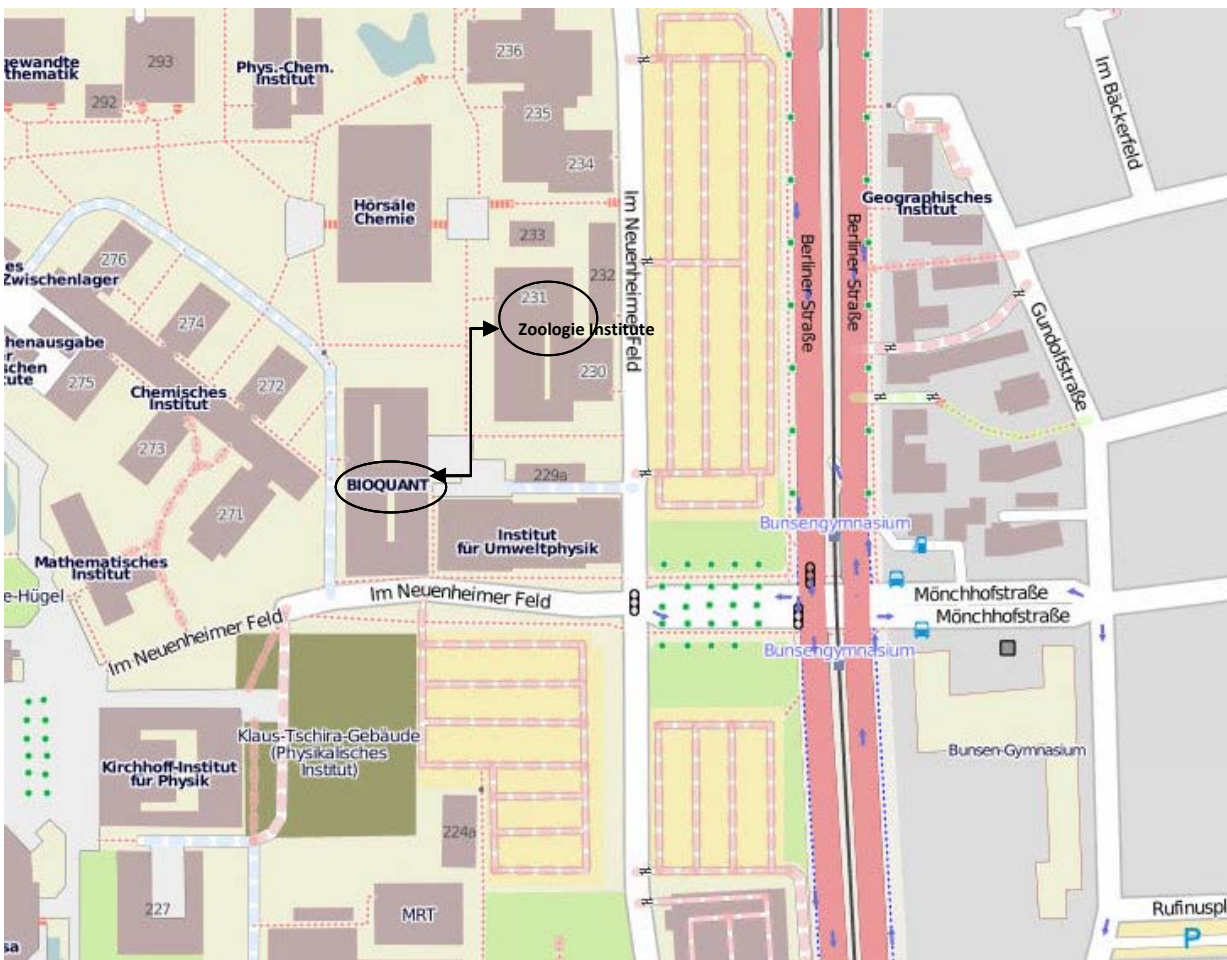 ewandte
thematik
293
292
Phys.-Chem.
Institut
236
235
234
Hörsäle
Chemie
233
232
231
Zoologie Institute
230
es
Zwischenlager
276
274
henausgabe
schen
275
272
Chemisches
Institut
273
271
BIOQUANT
229a
Institut
für Umweltphysik
Mathematisches
Institut
e-Hügel
Im Neuenheimer Feld
Im Neuenheimer Feld
Im Neuenheimer Feld
Berliner Straße
Berliner Straße
Geographisches
Institut
Im Bäckerfeld
Gundolfstraße
Bunsengymnasium
Mönchhofstraße
Mönchhofstraße
Bunsengymnasium
Klaus-Tschira-Gebäude
(Physikalisches
Institut)
Kirchhoff-Institut
für Physik
Bunsen-Gymnasium
224a
227
MRT
Rufinuspl
P
sa